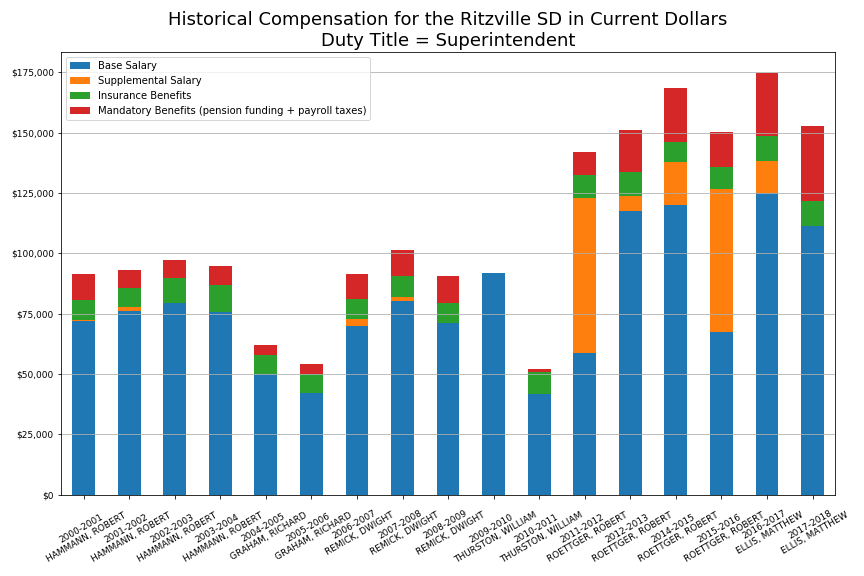 Historical Compensation for the Ritzville SD in Current Dollars
Duty Title = Superintendent
Base Salary
Supplemental Salary
Insurance Benefits
Mandatory Benefits (pension funding + payroll taxes)
$175,000
$150,000
$125,000
$100,000
$75,000
$50,000
$25,000
$0
2000-2001
HAMMANN, ROBERT
2001-2002
HAMMANN, ROBERT
2002-2003
HAMMANN, ROBERT
2003-2004
HAMMANN, ROBERT
2004-2005
GRAHAM, RICHARD
2005-2006
GRAHAM, RICHARD
2006-2007
REMICK, DWIGHT
2007-2008
REMICK, DWIGHT
2008-2009
REMICK, DWIGHT
2009-2010
THURSTON, WILLIAM
2010-2011
THURSTON, WILLIAM
2011-2012
ROETTGER, ROBERT
2012-2013
ROETTGER, ROBERT
2014-2015
ROETTGER, ROBERT
2015-2016
ROETTGER, ROBERT
2016-2017
ELLIS, MATTHEW
2017-2018
ELLIS, MATTHEW